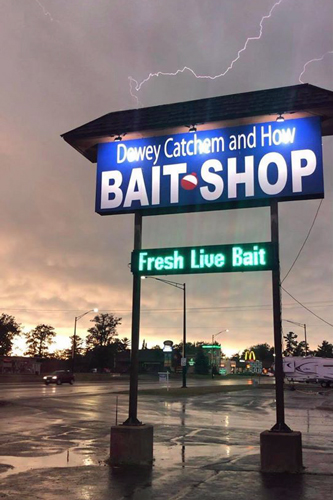 Dewey Catchem and How
BAIT SHOP
Fresh Live Bait